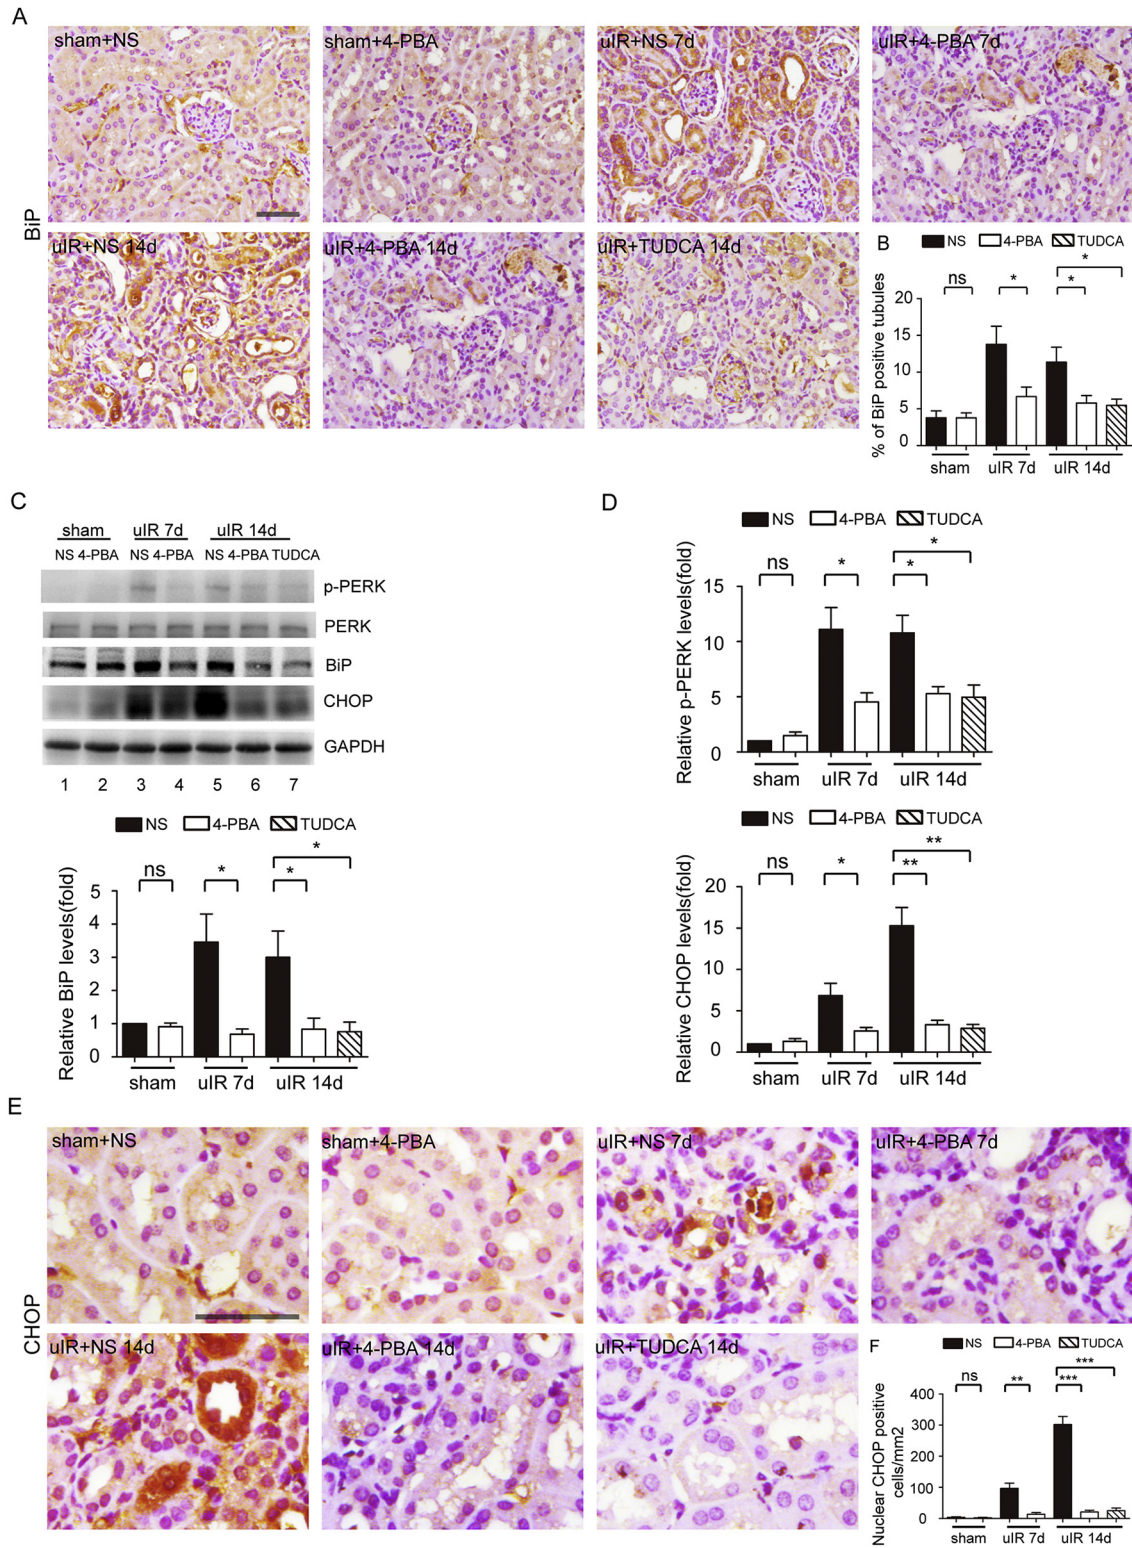 A
sham+NS
sham+4-PBA
uIR+NS 7d
uIR+4-PBA 7d
BiP
uIR+NS 14d
uIR+4-PBA 14d
uIR+TUDCA 14d
B
NS 4-PBA TUDCA
ns * * *
% of BiP positive tubules
20
15
10
5
0
sham uIR 7d uIR 14d
C
sham uIR 7d uIR 14d
NS 4-PBA NS 4-PBA NS 4-PBA TUDCA
p-PERK
PERK
BiP
CHOP
GAPDH
1 2 3 4 5 6 7
NS 4-PBA TUDCA
ns * * *
Relative BiP levels(fold)
5
4
3
2
1
0
sham uIR 7d uIR 14d
D
NS 4-PBA TUDCA
ns * * *
Relative p-PERK levels(fold)
15
10
5
0
sham uIR 7d uIR 14d
NS 4-PBA TUDCA
ns * ** **
Relative CHOP levels(fold)
20
15
10
5
0
sham uIR 7d uIR 14d
E
sham+NS
sham+4-PBA
uIR+NS 7d
uIR+4-PBA 7d
CHOP
uIR+NS 14d
uIR+4-PBA 14d
uIR+TUDCA 14d
F
NS 4-PBA TUDCA
ns ** *** ***
Nuclear CHOP positive
cells/mm2
400
300
200
100
0
sham uIR 7d uIR 14d